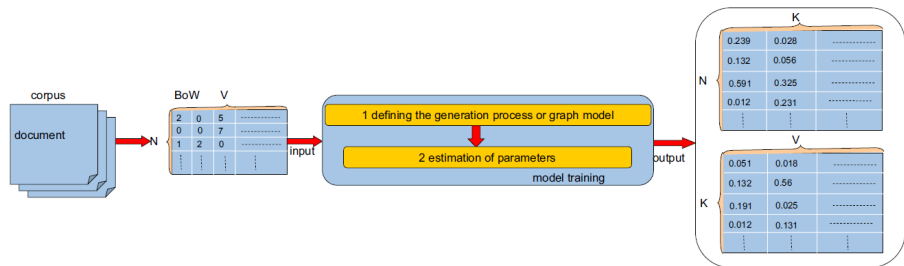 corpus
document
BoW V
N
2 0 5
0 0 7
1 2 0
input
1 defining the generation process or graph model
2 estimation of parameters
model training
output
K
N
0.239 0.028
0.132 0.056
0.591 0.325
0.012 0.231
V
K
0.051 0.018
0.132 0.56
0.191 0.025
0.012 0.131